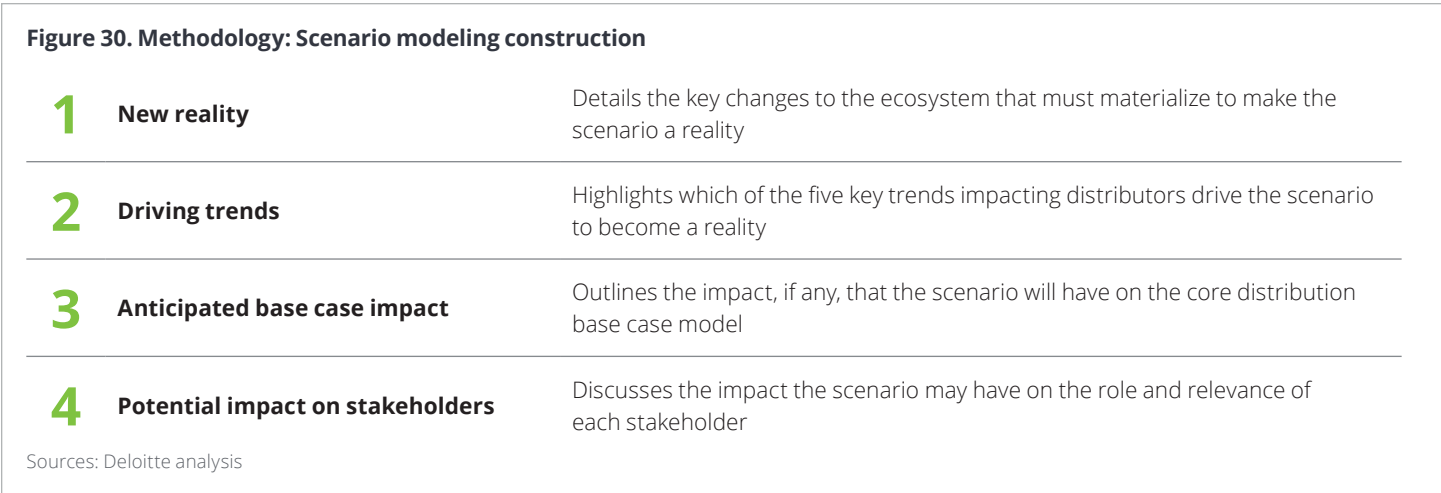 Figure 30. Methodology: Scenario modeling construction
1
New reality
Details the key changes to the ecosystem that must materialize to make the
scenario a reality
2
Driving trends
Highlights which of the five key trends impacting distributors drive the scenario
to become a reality
3
Anticipated base case impact
Outlines the impact, if any, that the scenario will have on the core distribution
base case model
4
Potential impact on stakeholders
Discusses the impact the scenario may have on the role and relevance of
each stakeholder
Sources: Deloitte analysis